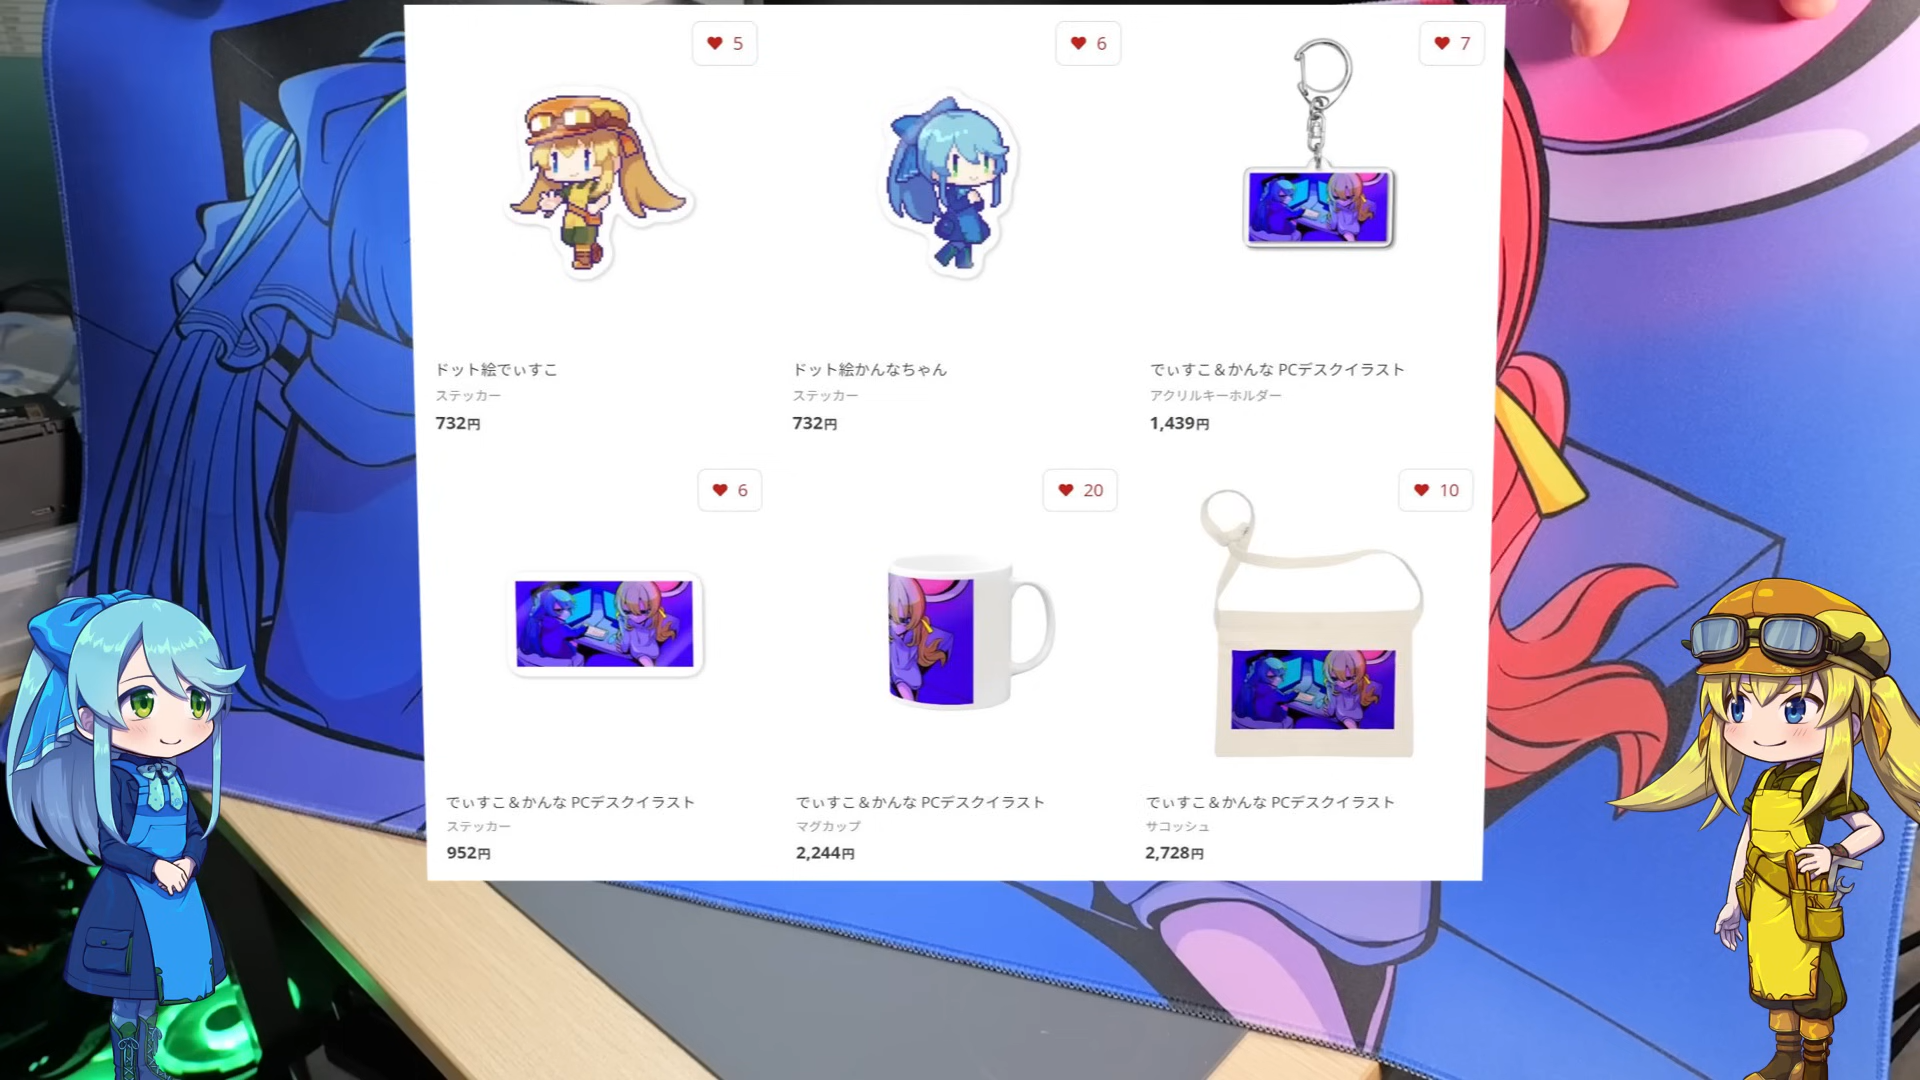 5
6
7
ドット絵でぃすこ
ステッカー
732円
ドット絵かんなちゃん
ステッカー
732円
でぃすこ＆かんな PCデスクイラスト
アクリルキーホルダー
1,439円
6
20
10
でぃすこ＆かんな PCデスクイラスト
ステッカー
952円
でぃすこ＆かんな PCデスクイラスト
マグカップ
2,244円
でぃすこ＆かんな PCデスクイラスト
サコッシュ
2,728円